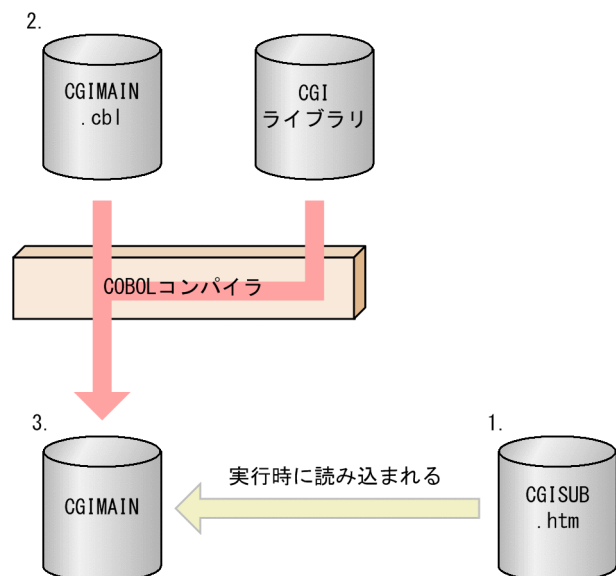 2.
CGIMAIN
.cbl
CGI
ライブラリ
COBOLコンパイラ
3.
CGIMAIN
実行時に読み込まれる
1.
CGISUB
.htm